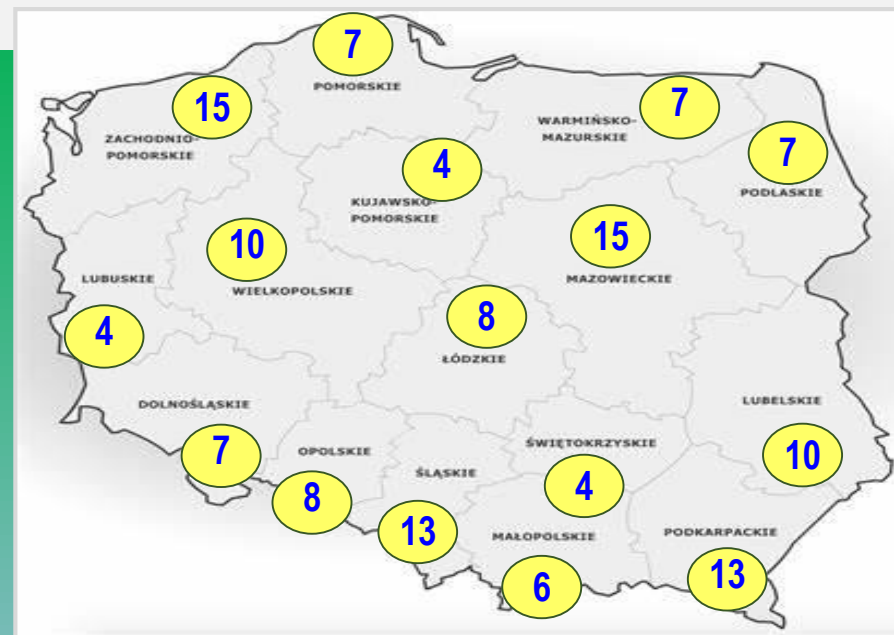 7
POMORSKIE
15
ZACHODNIO-
POMORSKIE
7
WARMIŃSKO-
MAZURSKIE
7
PODLASKIE
4
KUJAWSKO-
POMORSKIE
10
WIELKOPOLSKIE
15
MAZOWIECKIE
LUBUSKIE
4
8
ŁÓDZKIE
DOLNOŚLĄSKIE
7
OPOLSKIE
8
ŚLĄSKIE
13
ŚWIĘTOKRZYSKIE
4
LUBELSKIE
10
MAŁOPOLSKIE
6
PODKARPACKIE
13